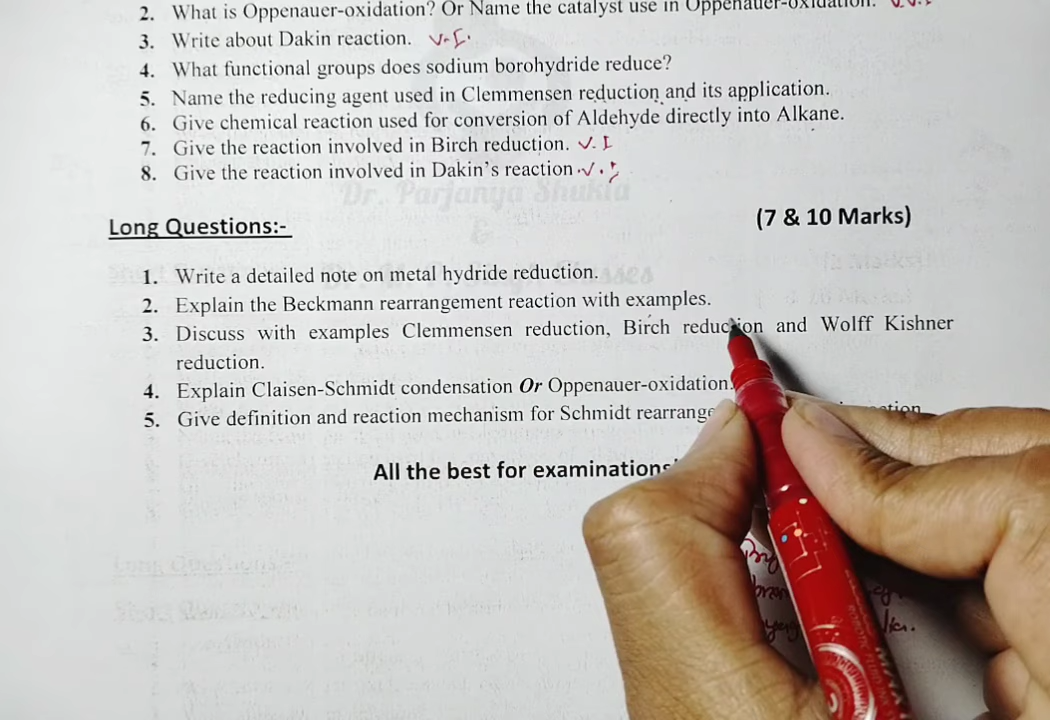 2. What is Oppenauer-oxidation? Or Name the catalyst use in Oppenauer-oxidation. V.V.I
3. Write about Dakin reaction. V.I.
4. What functional groups does sodium borohydride reduce?
5. Name the reducing agent used in Clemmensen reduction and its application.
6. Give chemical reaction used for conversion of Aldehyde directly into Alkane.
7. Give the reaction involved in Birch reduction. V.I
8. Give the reaction involved in Dakin's reaction V.I
Dr. Parjanya Shukla
&
Long Questions:- (7 & 10 Marks)
1. Write a detailed note on metal hydride reduction.
2. Explain the Beckmann rearrangement reaction with examples.
3. Discuss with examples Clemmensen reduction, Birch reduction and Wolff Kishner
reduction.
4. Explain Claisen-Schmidt condensation Or Oppenauer-oxidation.
5. Give definition and reaction mechanism for Schmidt
All the best for examination